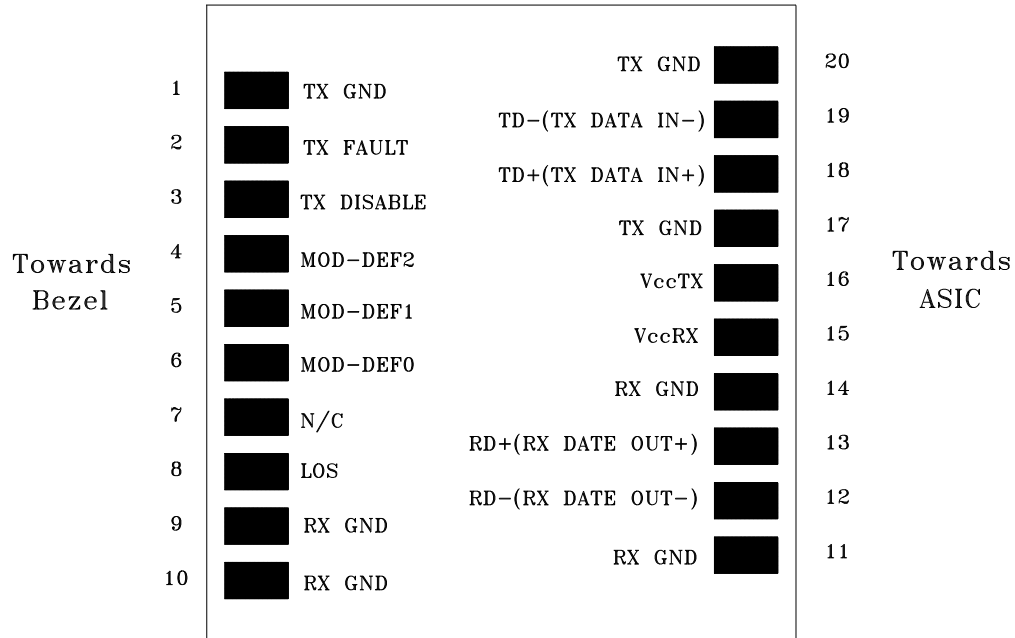 Towards
Bezel
1 TX GND
2 TX FAULT
3 TX DISABLE
4 MOD-DEF2
5 MOD-DEF1
6 MOD-DEF0
7 N/C
8 LOS
9 RX GND
10 RX GND
TX GND 20
TD-(TX DATA IN-) 19
TD+(TX DATA IN+) 18
TX GND 17
VccTX 16
VccRX 15
RX GND 14
RD+(RX DATE OUT+) 13
RD-(RX DATE OUT-) 12
RX GND 11
Towards
ASIC